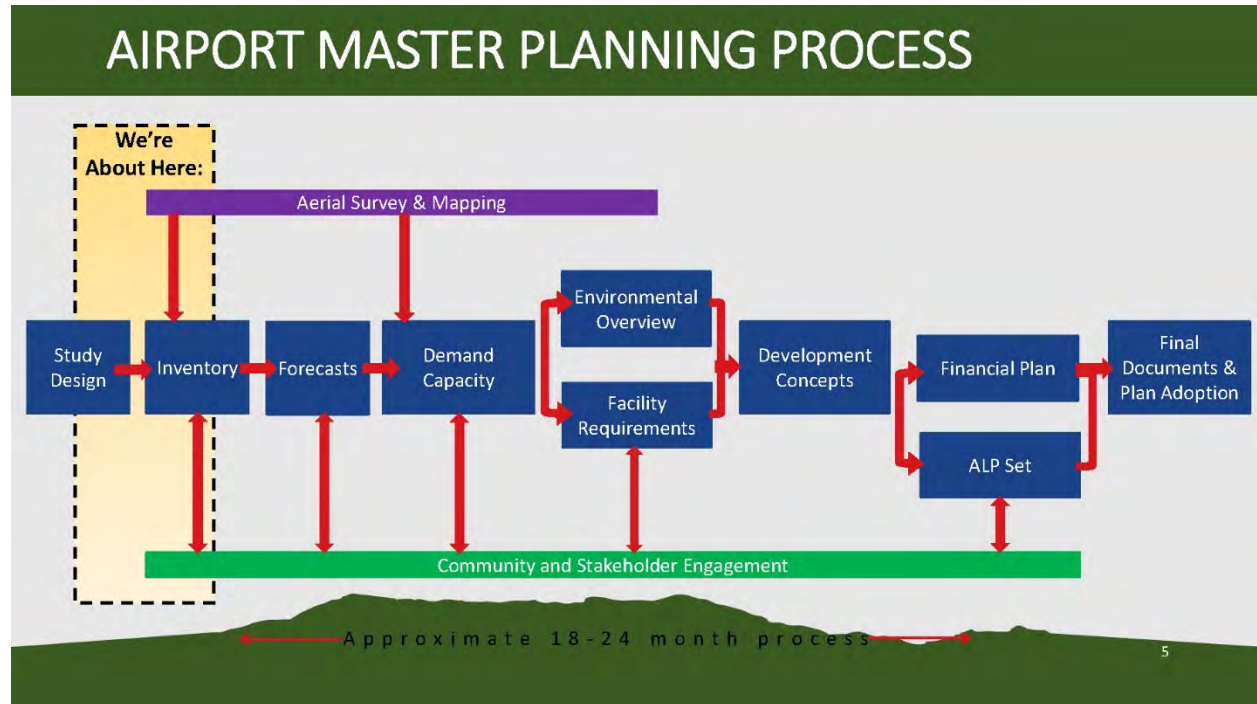 AIRPORT MASTER PLANNING PROCESS
We're
About Here:
Aerial Survey & Mapping
Study
Design
Inventory
Forecasts
Demand
Capacity
Environmental
Overview
Facility
Requirements
Development
Concepts
Financial Plan
ALP Set
Final
Documents &
Plan Adoption
Community and Stakeholder Engagement
Approximate 18-24 month process
5